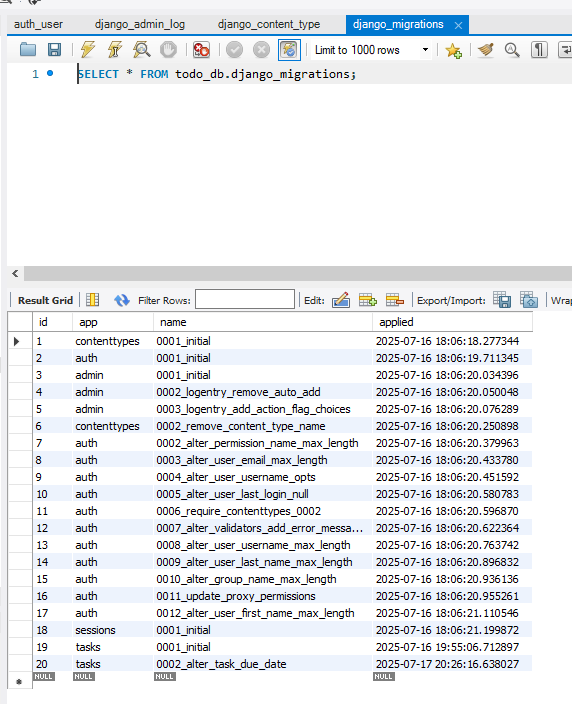 auth_user django_admin_log django_content_type django_migrations
Limit to 1000 rows
1 SELECT * FROM todo_db.django_migrations;
Result Grid Filter Rows: Edit: Export/Import: Wrap
id app name applied
1 contenttypes 0001_initial 2025-07-16 18:06:18.277344
2 auth 0001_initial 2025-07-16 18:06:19.711345
3 admin 0001_initial 2025-07-16 18:06:20.034396
4 admin 0002_logentry_remove_auto_add 2025-07-16 18:06:20.050048
5 admin 0003_logentry_add_action_flag_choices 2025-07-16 18:06:20.076289
6 contenttypes 0002_remove_content_type_name 2025-07-16 18:06:20.250898
7 auth 0002_alter_permission_name_max_length 2025-07-16 18:06:20.379963
8 auth 0003_alter_user_email_max_length 2025-07-16 18:06:20.433780
9 auth 0004_alter_user_username_opts 2025-07-16 18:06:20.451592
10 auth 0005_alter_user_last_login_null 2025-07-16 18:06:20.580783
11 auth 0006_require_contenttypes_0002 2025-07-16 18:06:20.596870
12 auth 0007_alter_validators_add_error_messa... 2025-07-16 18:06:20.622364
13 auth 0008_alter_user_username_max_length 2025-07-16 18:06:20.763742
14 auth 0009_alter_user_last_name_max_length 2025-07-16 18:06:20.896832
15 auth 0010_alter_group_name_max_length 2025-07-16 18:06:20.936136
16 auth 0011_update_proxy_permissions 2025-07-16 18:06:20.955261
17 auth 0012_alter_user_first_name_max_length 2025-07-16 18:06:21.110546
18 sessions 0001_initial 2025-07-16 18:06:21.199872
19 tasks 0001_initial 2025-07-16 19:55:06.712897
20 tasks 0002_alter_task_due_date 2025-07-17 20:26:16.638027
NULL NULL NULL NULL